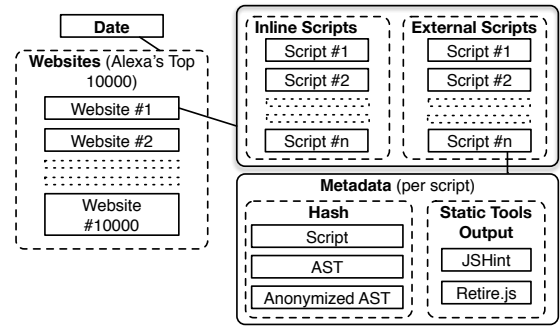 Date
Websites (Alexa's Top
10000)
Website #1
Website #2
Website
#10000
Inline Scripts
Script #1
Script #2
Script #n
External Scripts
Script #1
Script #2
Script #n
Metadata (per script)
Hash
Script
AST
Anonymized AST
Static Tools
Output
JSHint
Retire.js